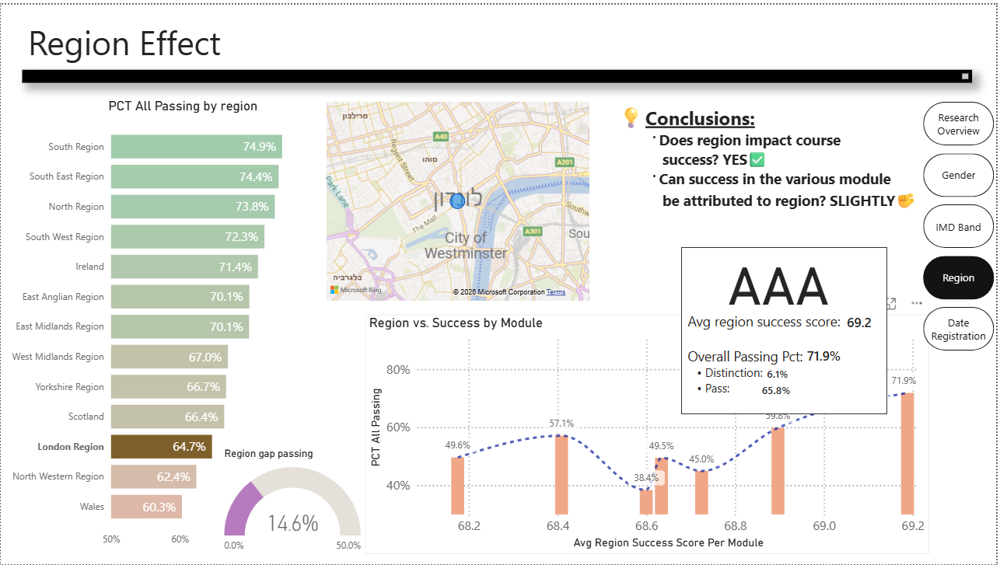 Region Effect
PCT All Passing by region
South Region
74.9%
South East Region
74.4%
North Region
73.8%
South West Region
72.3%
Ireland
71.4%
East Anglian Region
70.1%
East Midlands Region
70.1%
West Midlands Region
67.0%
Yorkshire Region
66.7%
Scotland
66.4%
London Region
64.7%
North Western Region
62.4%
Wales
60.3%
50%
60%
Region gap passing
14.6%
0.0%
50.0%
מרילבון
A40
Regent Street
סוהו
A201
Park Lane
לונדון
Southw
The Mall
A301
City of
Westminster
Sou
בלגרביה
Microsoft Bing
© 2026 Microsoft Corporation Terms
💡 Conclusions:
· Does region impact course
success? YES ✅
· Can success in the various module
be attributed to region? SLIGHTLY
Research
Overview
Gender
IMD Band
Region
Date
Registration
AAA
Avg region success score: 69.2
Overall Passing Pct: 71.9%
• Distinction: 6.1%
• Pass: 65.8%
Region vs. Success by Module
PCT All Passing
80%
60%
40%
49.6%
57.1%
38.4%
49.5%
45.0%
59.8%
71.9%
68.2
68.4
68.6
68.8
69.0
69.2
Avg Region Success Score Per Module